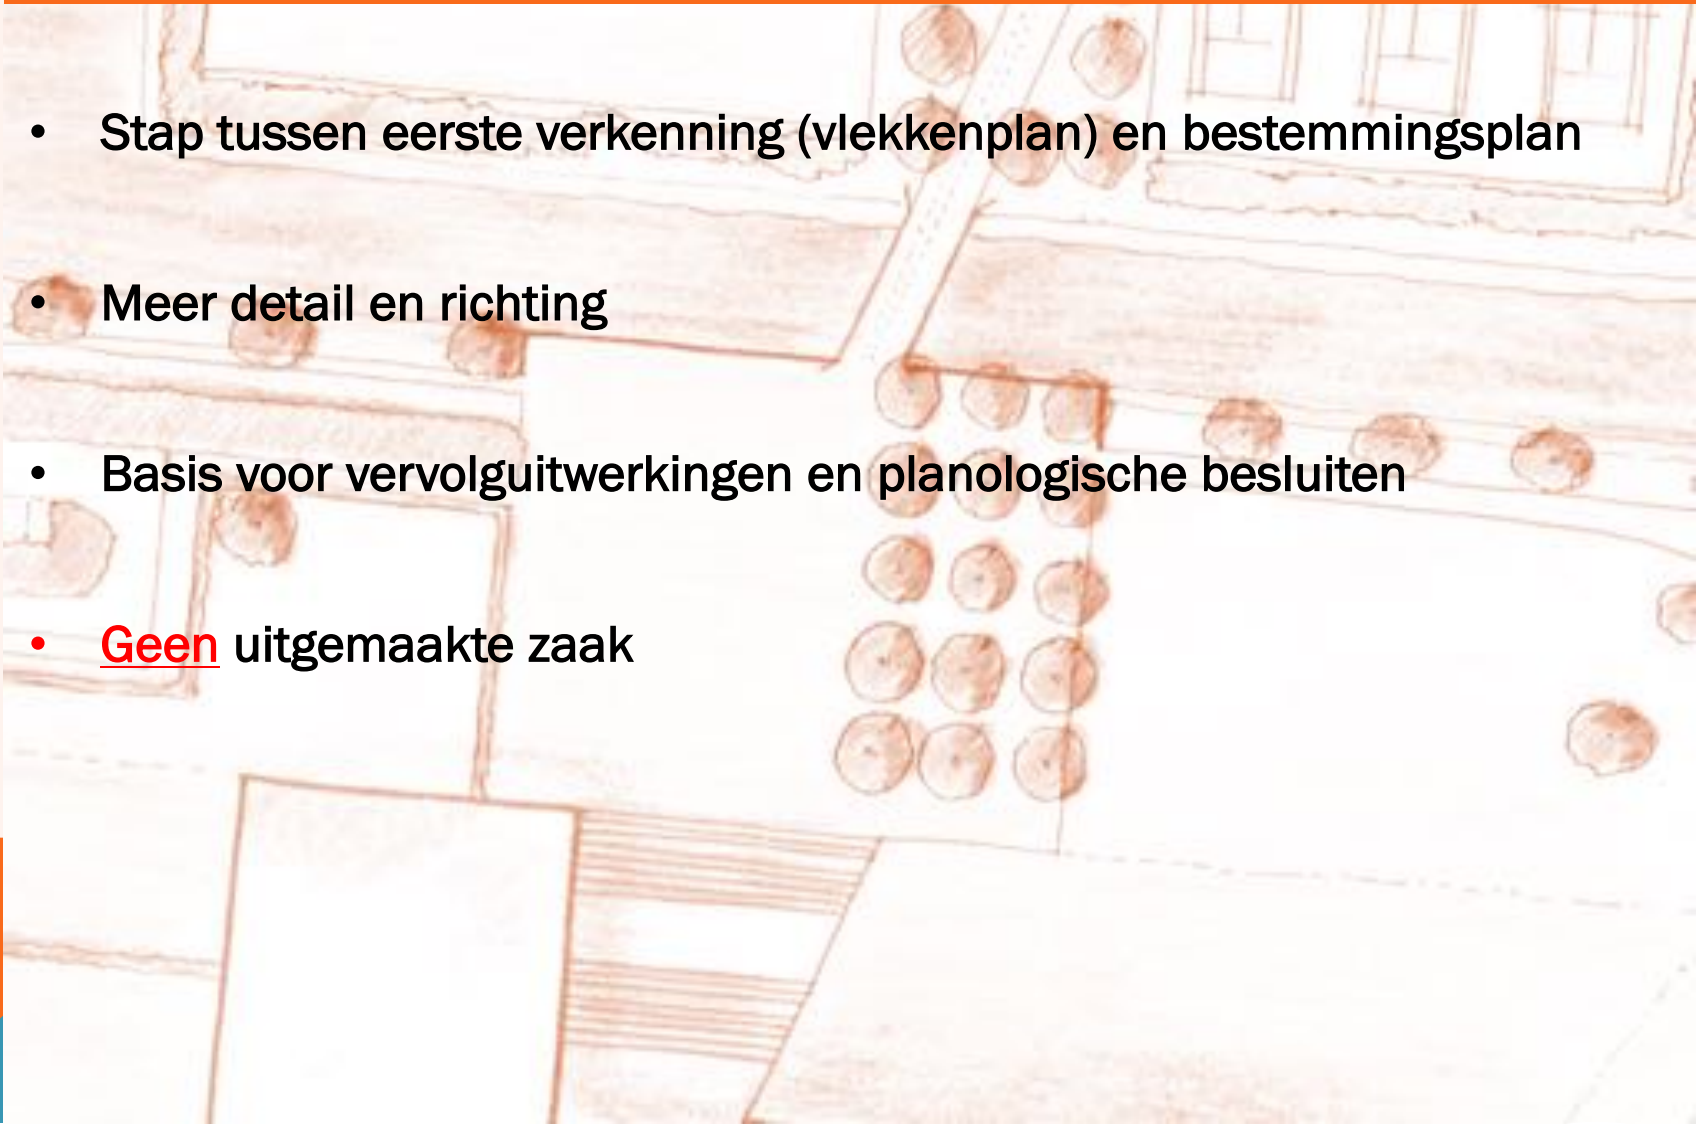 • Stap tussen eerste verkenning (vlekkenplan) en bestemmingsplan
• Meer detail en richting
• Basis voor vervolguitwerkingen en planologische besluiten
• Geen uitgemaakte zaak